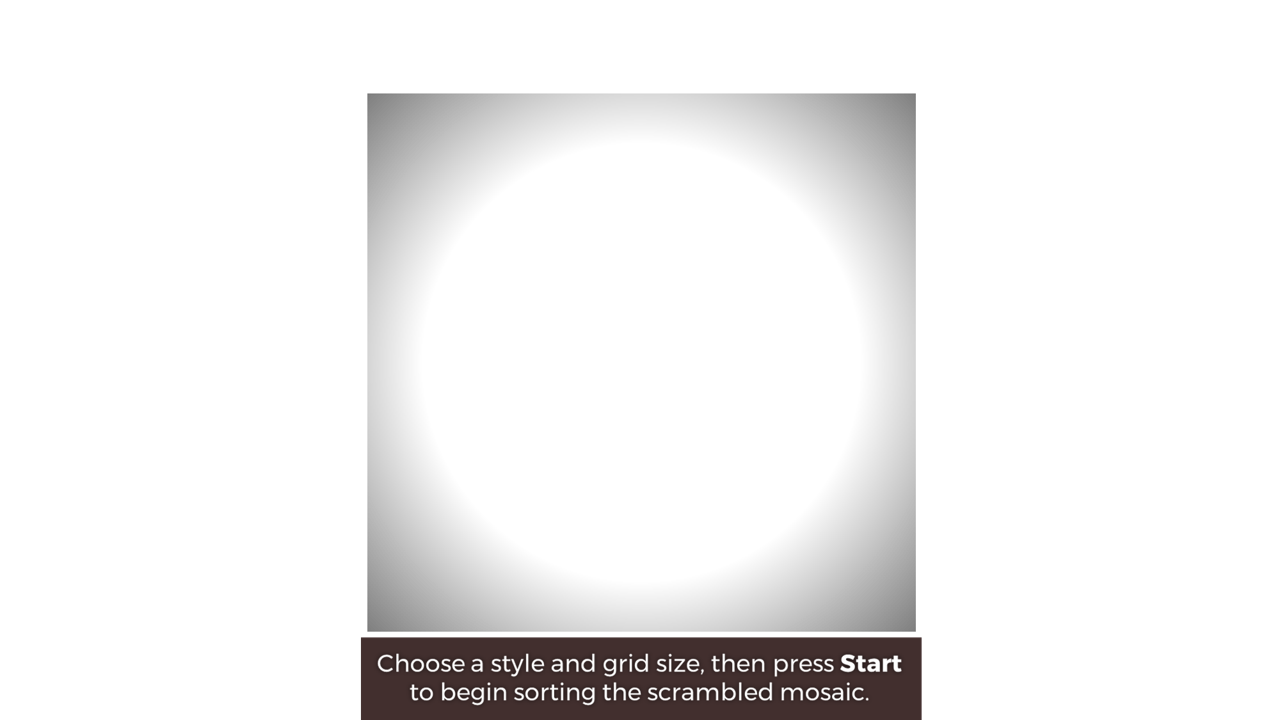 Choose a style and grid size, then press Start
to begin sorting the scrambled mosaic.